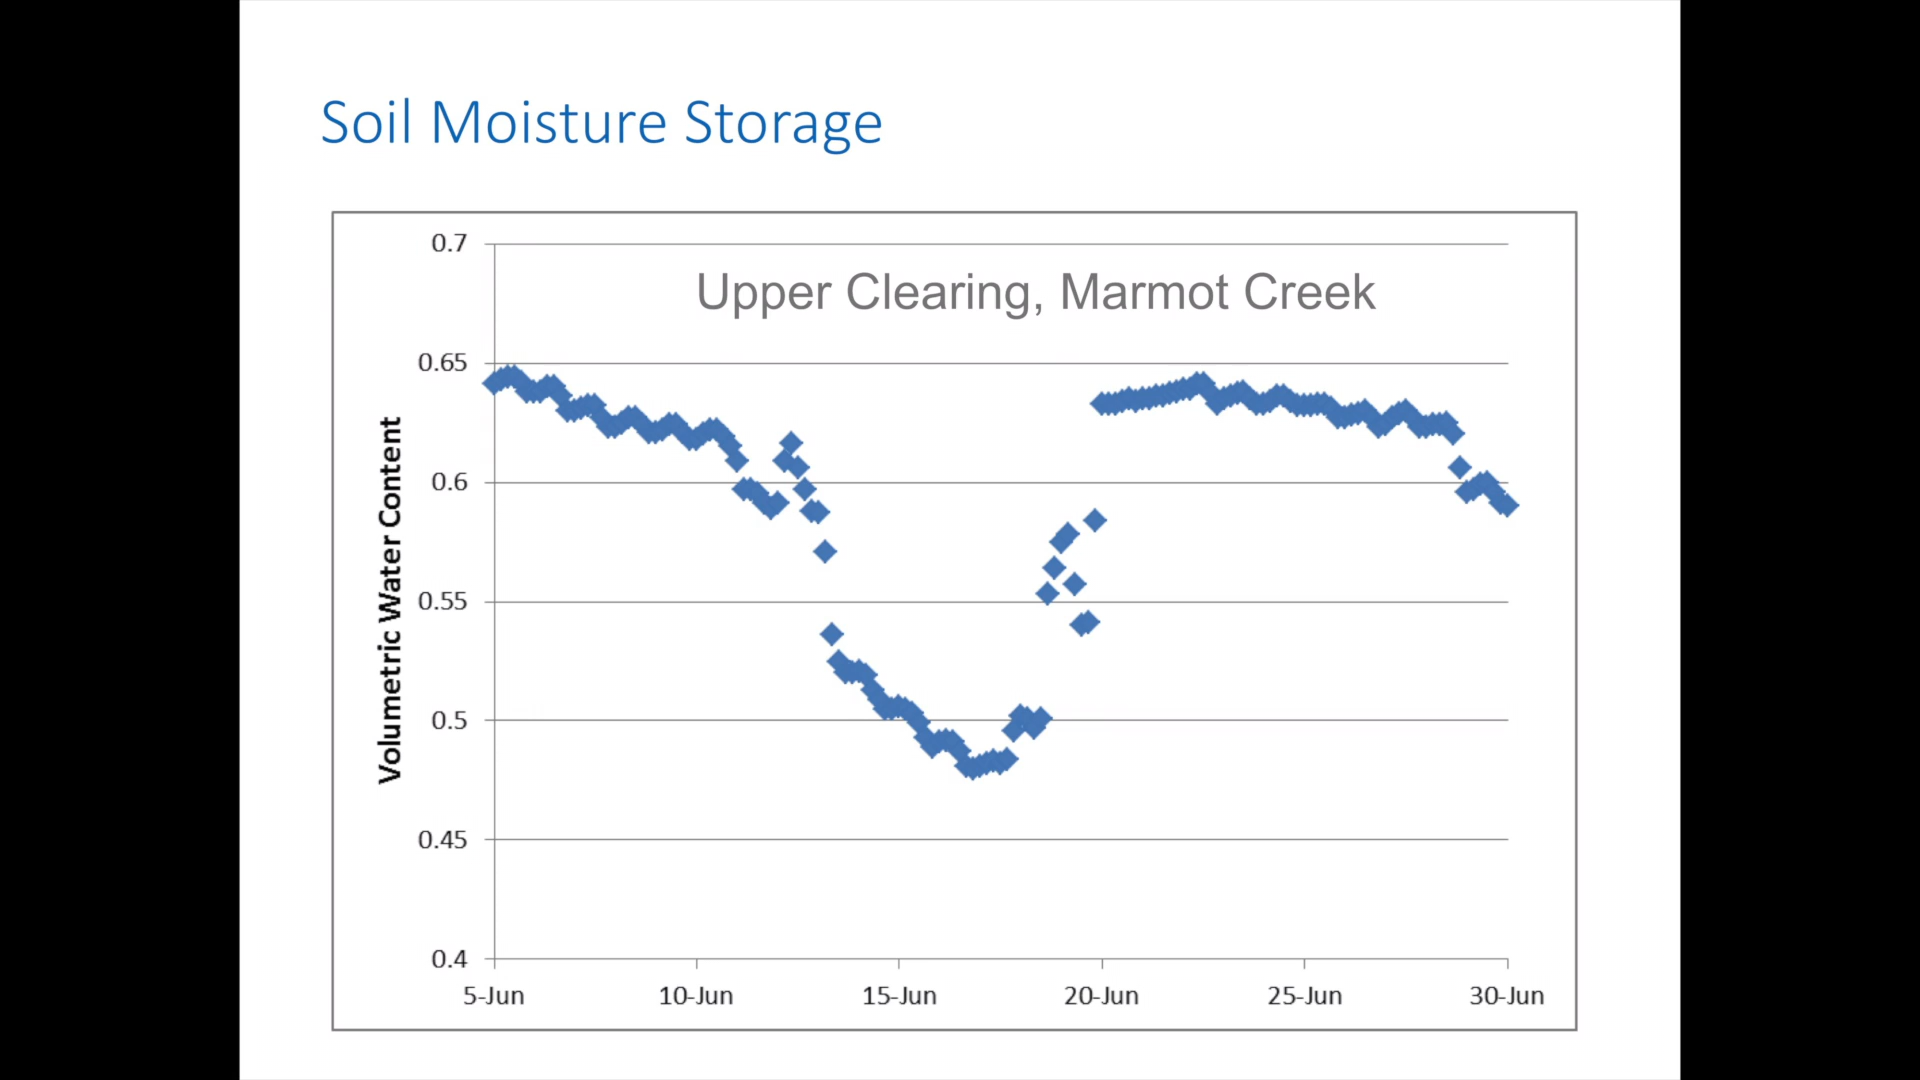 Soil Moisture Storage
Upper Clearing, Marmot Creek
Volumetric Water Content
0.7
0.65
0.6
0.55
0.5
0.45
0.4
5-Jun
10-Jun
15-Jun
20-Jun
25-Jun
30-Jun